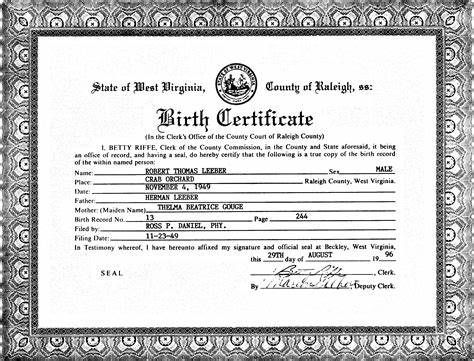 State of West Virginia, County of Raleigh, ss:
Birth Certificate
(In the Clerk's Office of the County Court of Raleigh County)
I, BETTY RIFFE, Clerk of the County Commission, in the County and State aforesaid, it being
an office of record, and having a seal, do hereby certify that the following is a true copy of the birth record
of the within named person:
Name: ROBERT THOMAS LEEBER Sex MALE
Place: CRAB ORCHARD Raleigh County, West Virginia.
Date: NOVEMBER 4, 1949
Father: HERMAN LEEBER
Mother: (Maiden Name) THELMA BEATRICE GOUGE
Birth Record No. 13 Page 244
Filed by: ROSS P. DANIEL, PHY.
Filing Date: 11-23-49
In Testimony whereof, I have hereunto affixed my signature and official seal at Beckley, West Virginia,
this 29TH day of AUGUST 19 96
SEAL Betty Riffe, Clerk.
By Deputy Clerk.